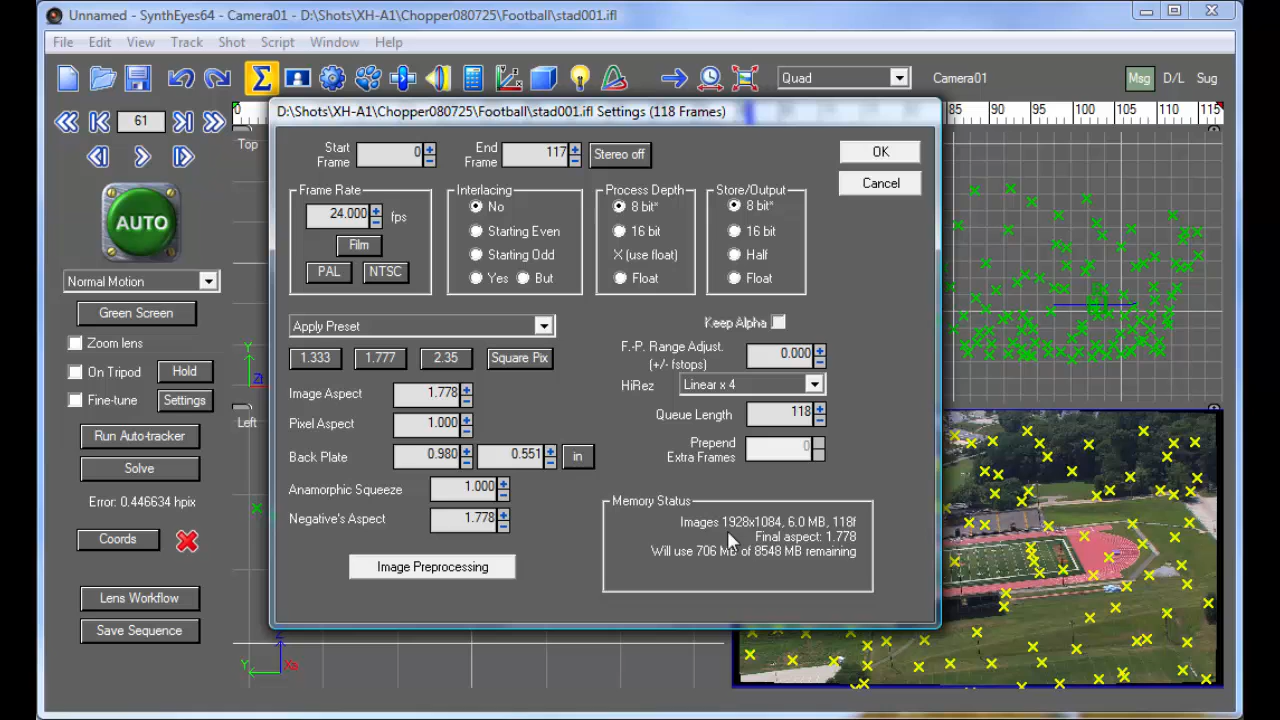 Unnamed - SynthEyes64 - Camera01 - D:\Shots\XH-A1\Chopper080725\Football\stad001.ifl
File Edit View Track Shot Script Window Help
Quad Camera01 Msg D/L Sug
61
0
85 90 95 100 105 110 115
D:\Shots\XH-A1\Chopper080725\Football\stad001.ifl Settings (118 Frames)
Top
Start Frame 0 End Frame 117 Stereo off OK
Cancel
Frame Rate Interlacing Process Depth Store/Output
24.000 fps No 8 bit* 8 bit*
Starting Even 16 bit 16 bit
Film Starting Odd X (use float) Half
PAL NTSC Yes But Float Float
AUTO
Normal Motion
Green Screen
Zoom lens
On Tripod Hold
Fine-tune Settings
Run Auto-tracker
Solve
Error: 0.446634 hpix
Coords
Lens Workflow
Save Sequence
Apply Preset Keep Alpha
1.333 1.777 2.35 Square Pix
F.-P. Range Adjust. (+/- fstops) 0.000
HiRez Linear x 4
Image Aspect 1.778
Queue Length 118
Pixel Aspect 1.000
Prepend Extra Frames 0
Back Plate 0.980 0.551 in
Anamorphic Squeeze 1.000
Negative's Aspect 1.778
Image Preprocessing
Memory Status
Images 1928x1084, 6.0 MB, 118f
Final aspect: 1.778
Will use 706 MB of 8548 MB remaining
Left
Y
Y